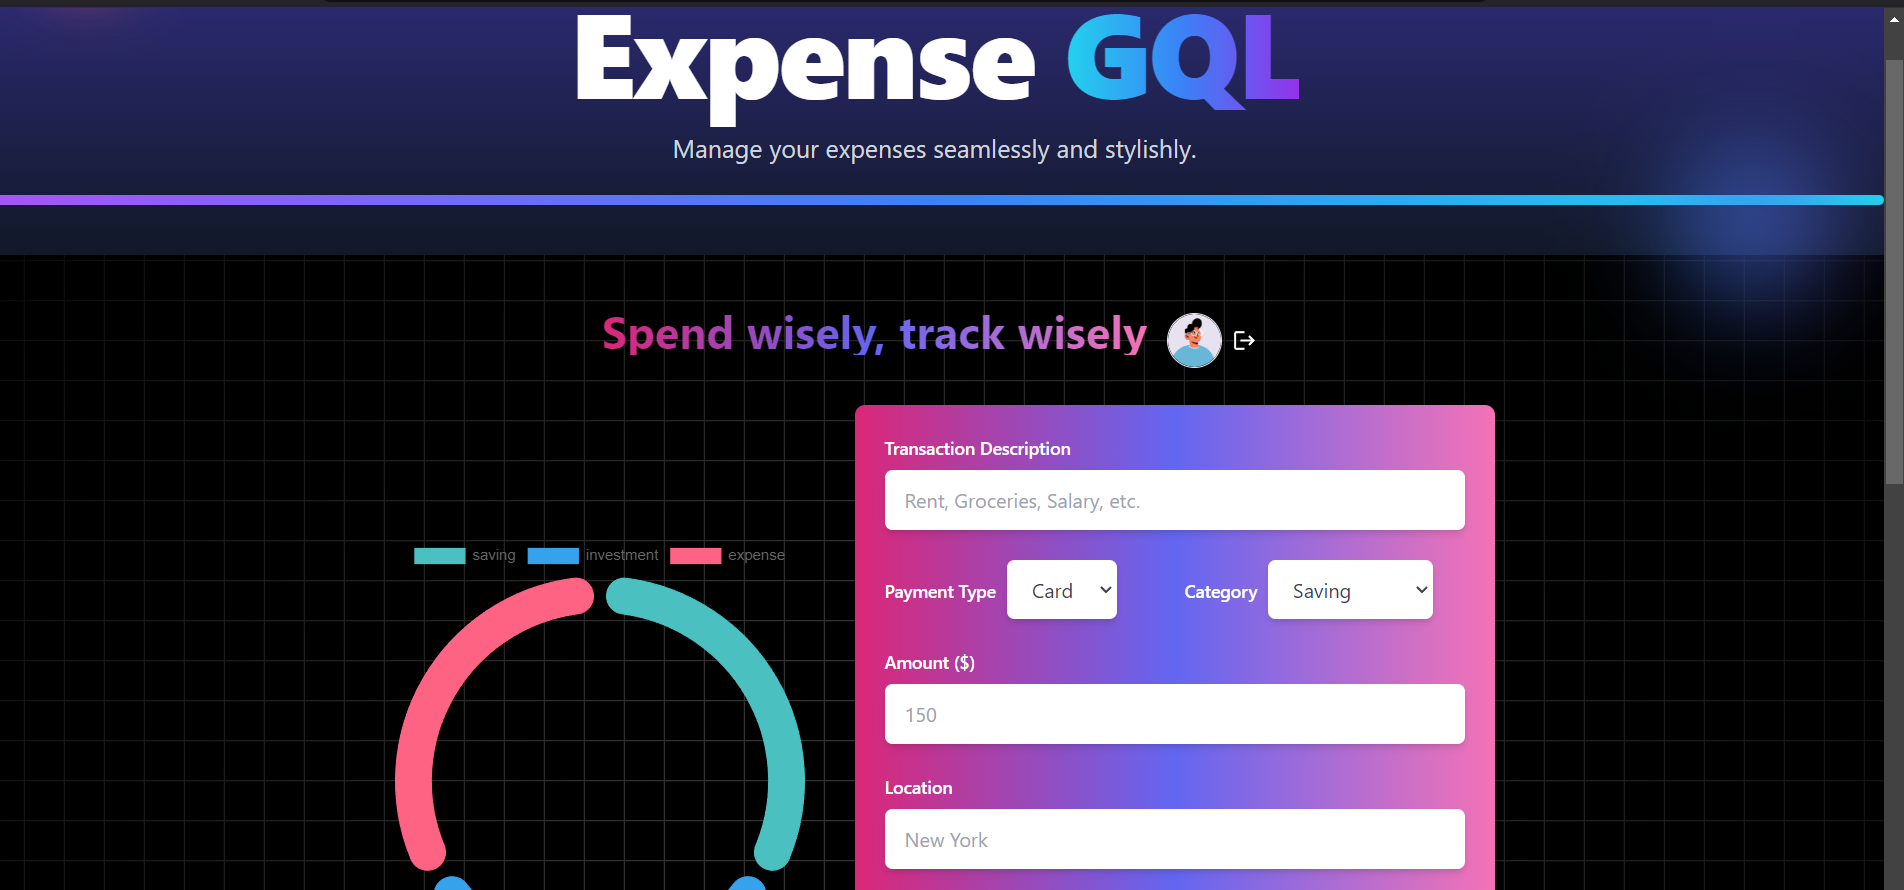 Expense GQL
Manage your expenses seamlessly and stylishly.
Spend wisely, track wisely
saving investment expense
Transaction Description
Rent, Groceries, Salary, etc.
Payment Type Card Category Saving
Amount ($)
150
Location
New York